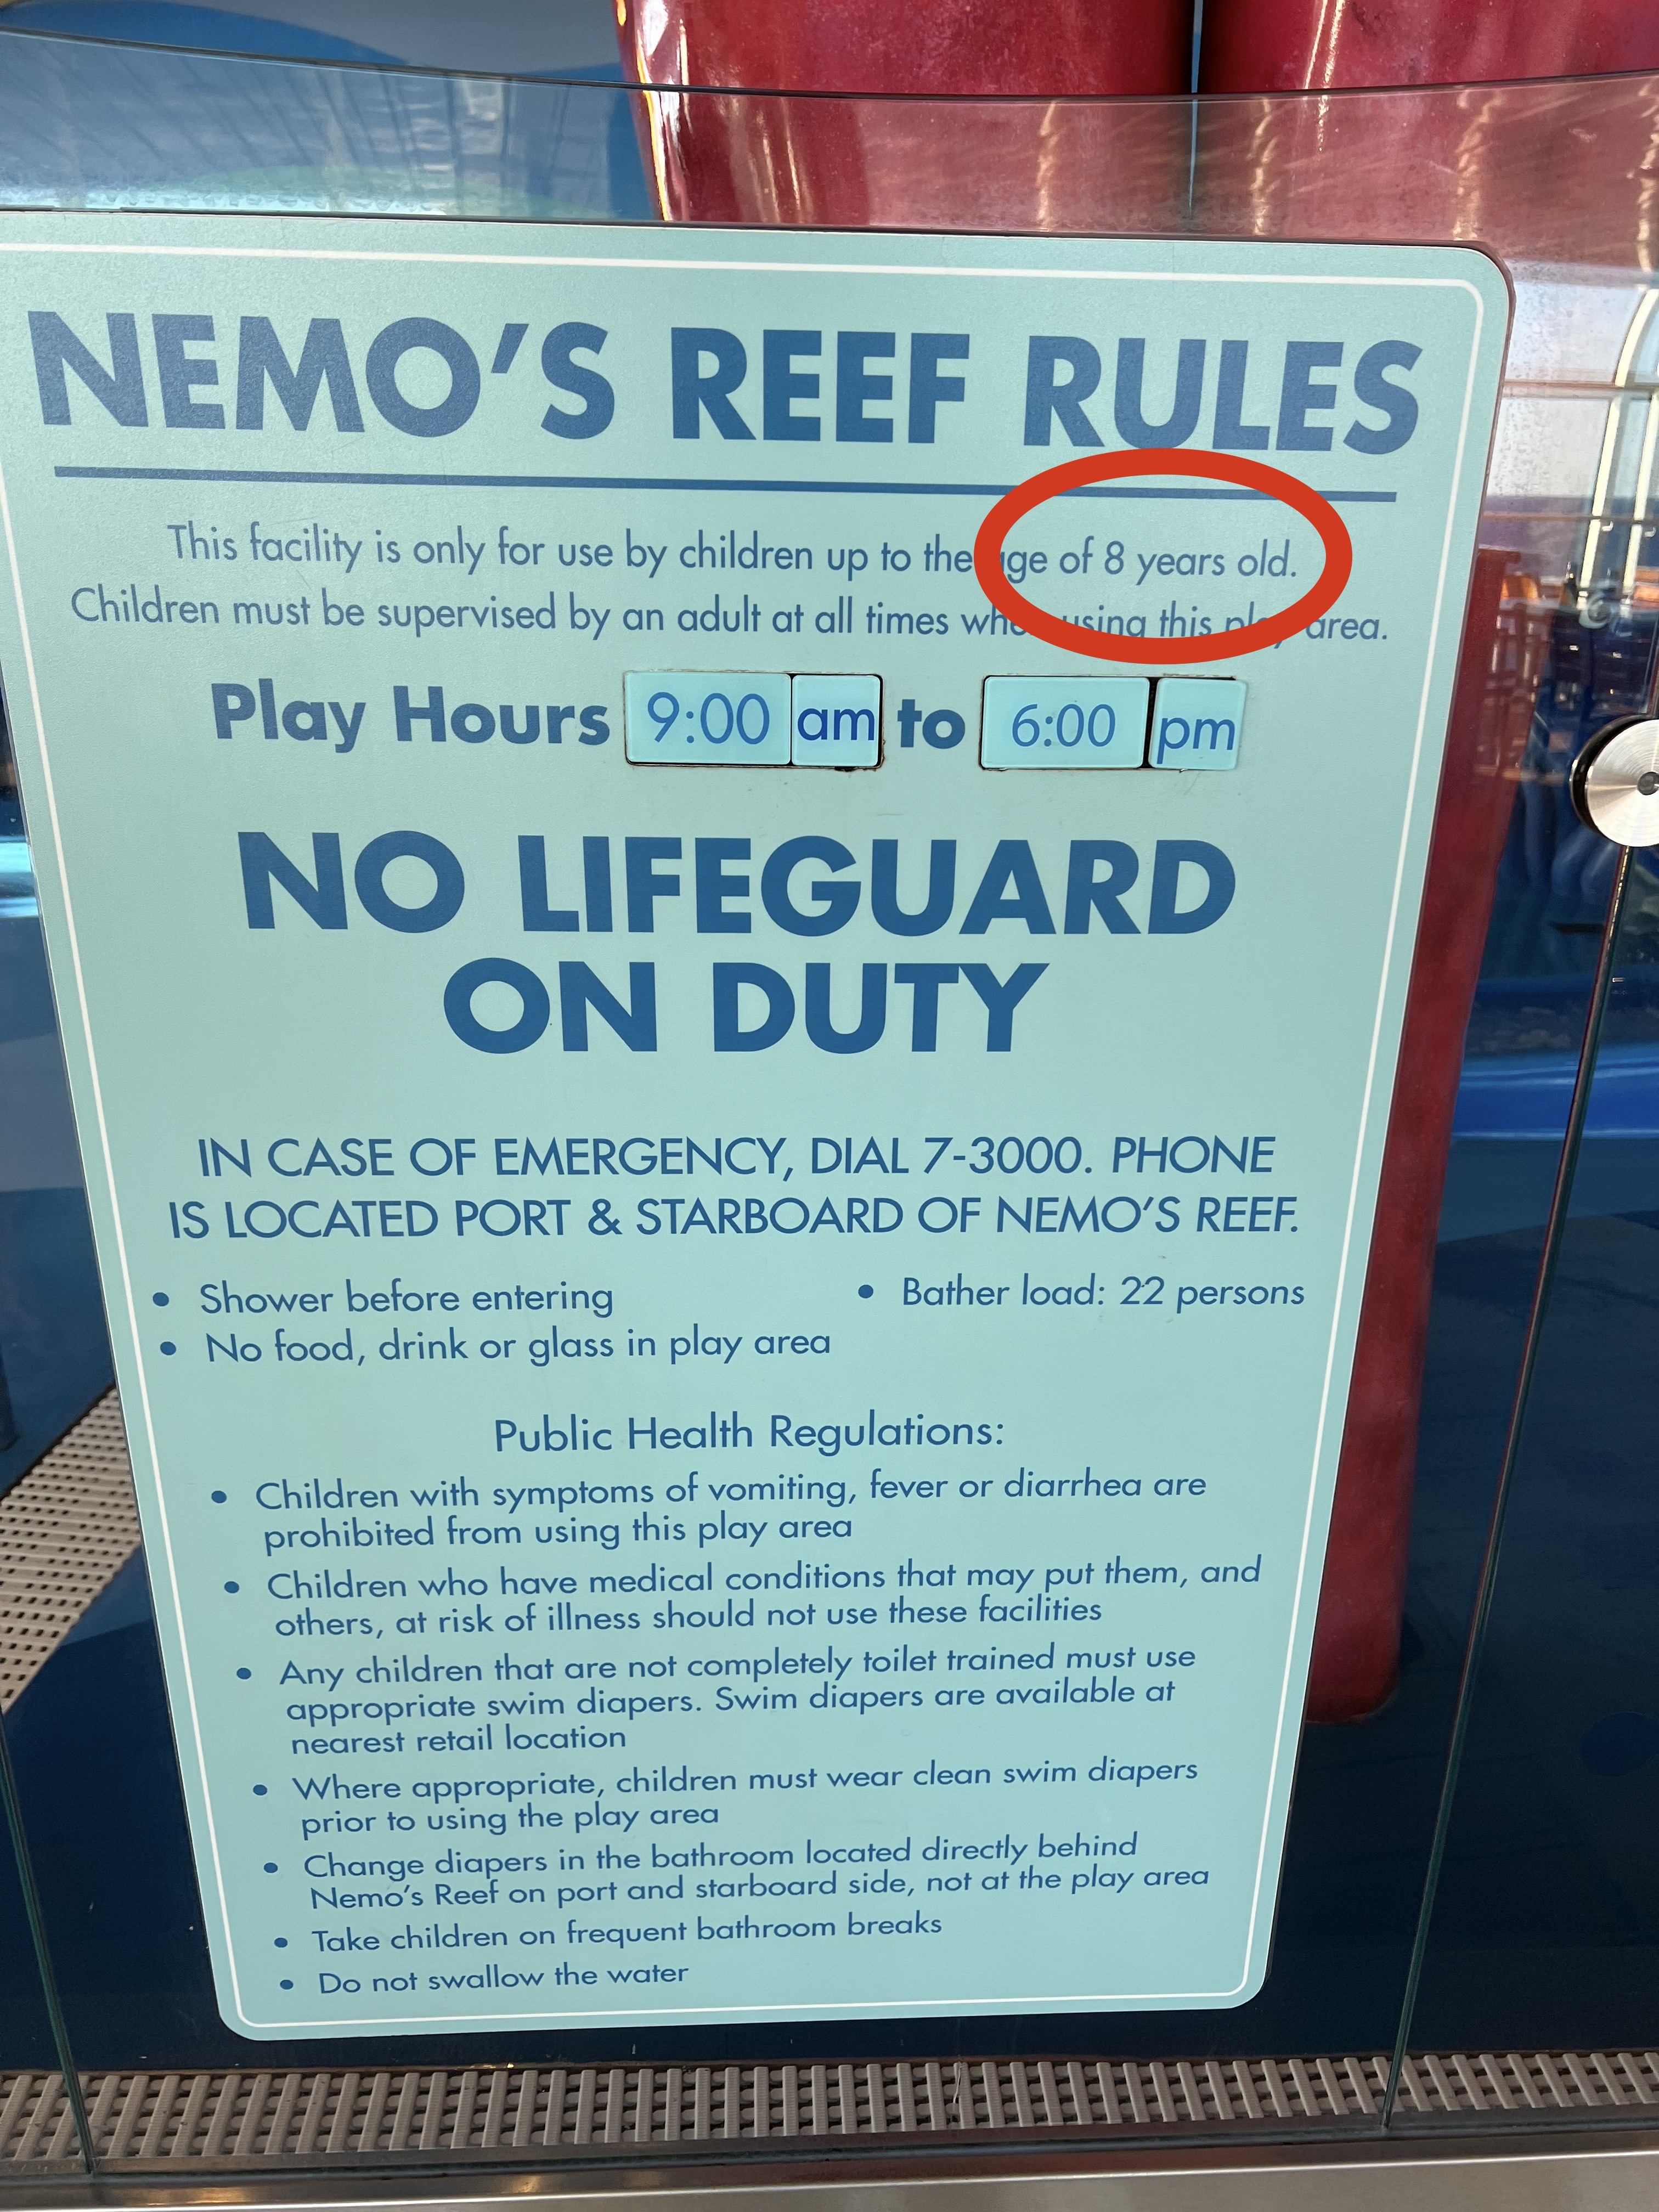 NEMO'S REEF RULES
This facility is only for use by children up to the age of 8 years old.
Children must be supervised by an adult at all times when using this play area.
Play Hours 9:00 am to 6:00 pm
NO LIFEGUARD
ON DUTY
IN CASE OF EMERGENCY, DIAL 7-3000. PHONE
IS LOCATED PORT & STARBOARD OF NEMO'S REEF.
• Shower before entering
• Bather load: 22 persons
• No food, drink or glass in play area
Public Health Regulations:
• Children with symptoms of vomiting, fever or diarrhea are
prohibited from using this play area
• Children who have medical conditions that may put them, and
others, at risk of illness should not use these facilities
• Any children that are not completely toilet trained must use
appropriate swim diapers. Swim diapers are available at
nearest retail location
• Where appropriate, children must wear clean swim diapers
prior to using the play area
• Change diapers in the bathroom located directly behind
Nemo's Reef on port and starboard side, not at the play area
• Take children on frequent bathroom breaks
• Do not swallow the water